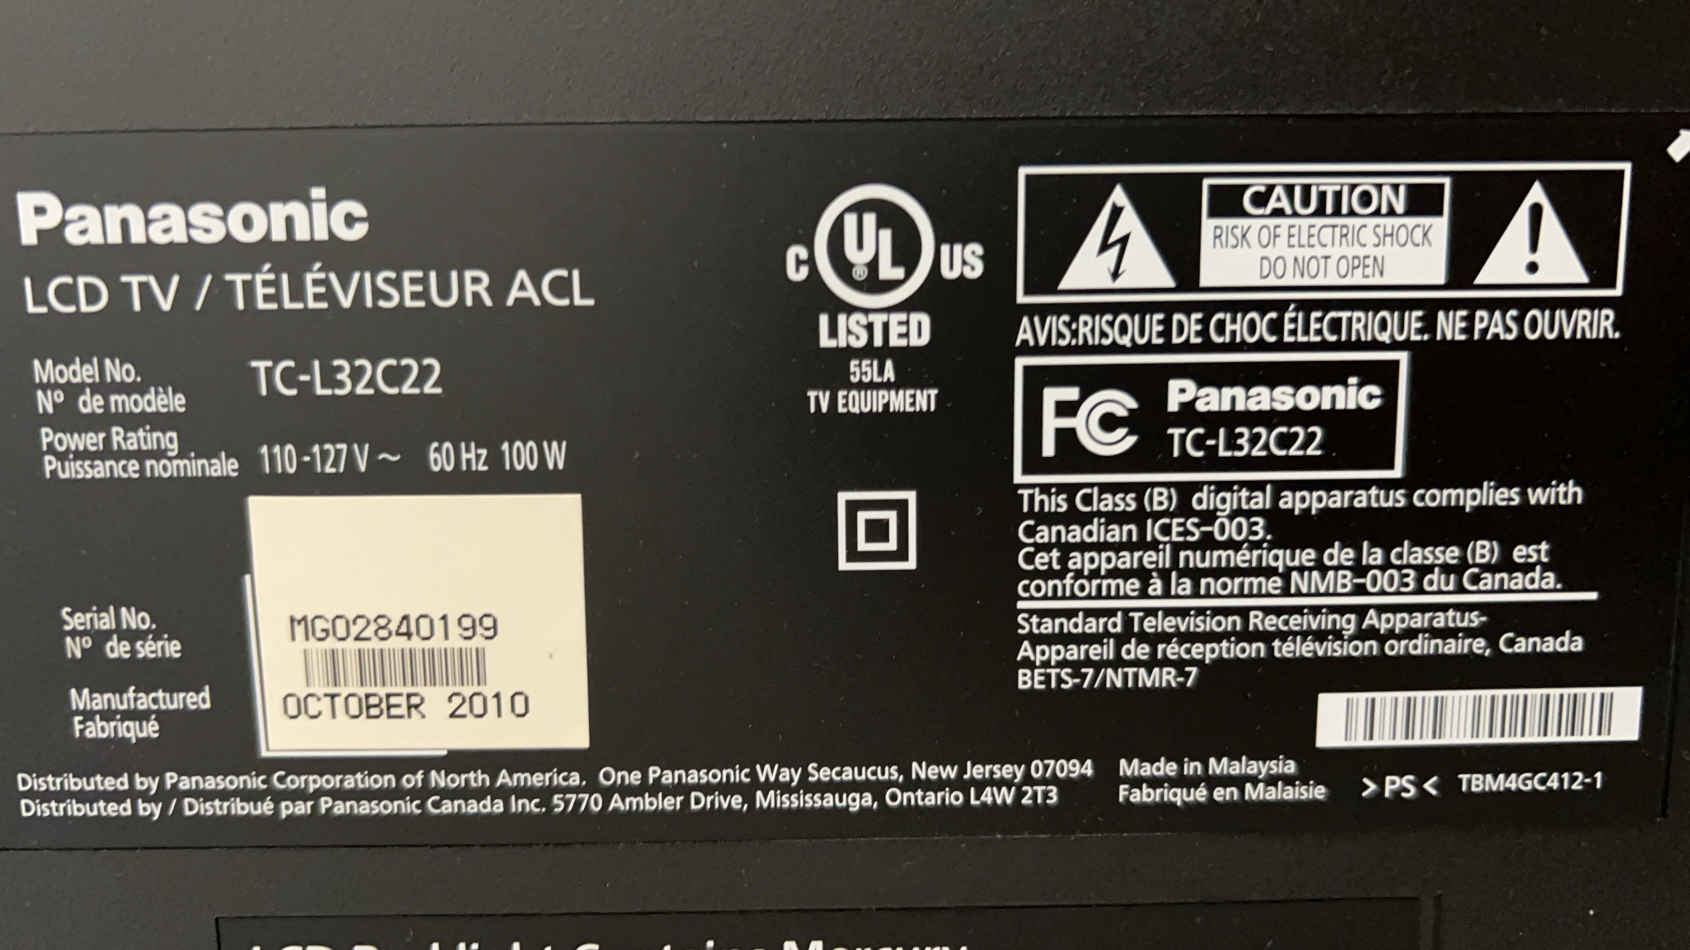 Panasonic
LCD TV / TÉLÉVISEUR ACL
Model No.
Nº de modèle
TC-L32C22
Power Rating
Puissance nominale
110-127 V ~ 60 Hz 100 W
Serial No.
Nº de série
MG02840199
Manufactured
Fabriqué
OCTOBER 2010
C UL ® US
LISTED
55LA
TV EQUIPMENT
CAUTION
RISK OF ELECTRIC SHOCK
DO NOT OPEN
AVIS:RISQUE DE CHOC ÉLECTRIQUE. NE PAS OUVRIR.
FC Panasonic
TC-L32C22
This Class (B) digital apparatus complies with
Canadian ICES-003.
Cet appareil numérique de la classe (B) est
conforme à la norme NMB-003 du Canada.
Standard Television Receiving Apparatus-
Appareil de réception télévision ordinaire, Canada
BETS-7/NTMR-7
Distributed by Panasonic Corporation of North America. One Panasonic Way Secaucus, New Jersey 07094
Distributed by / Distribué par Panasonic Canada Inc. 5770 Ambler Drive, Mississauga, Ontario L4W 2T3
Made in Malaysia
Fabriqué en Malaisie
>PS< TBM4GC412-1
LCD Backlight Contains Mercury